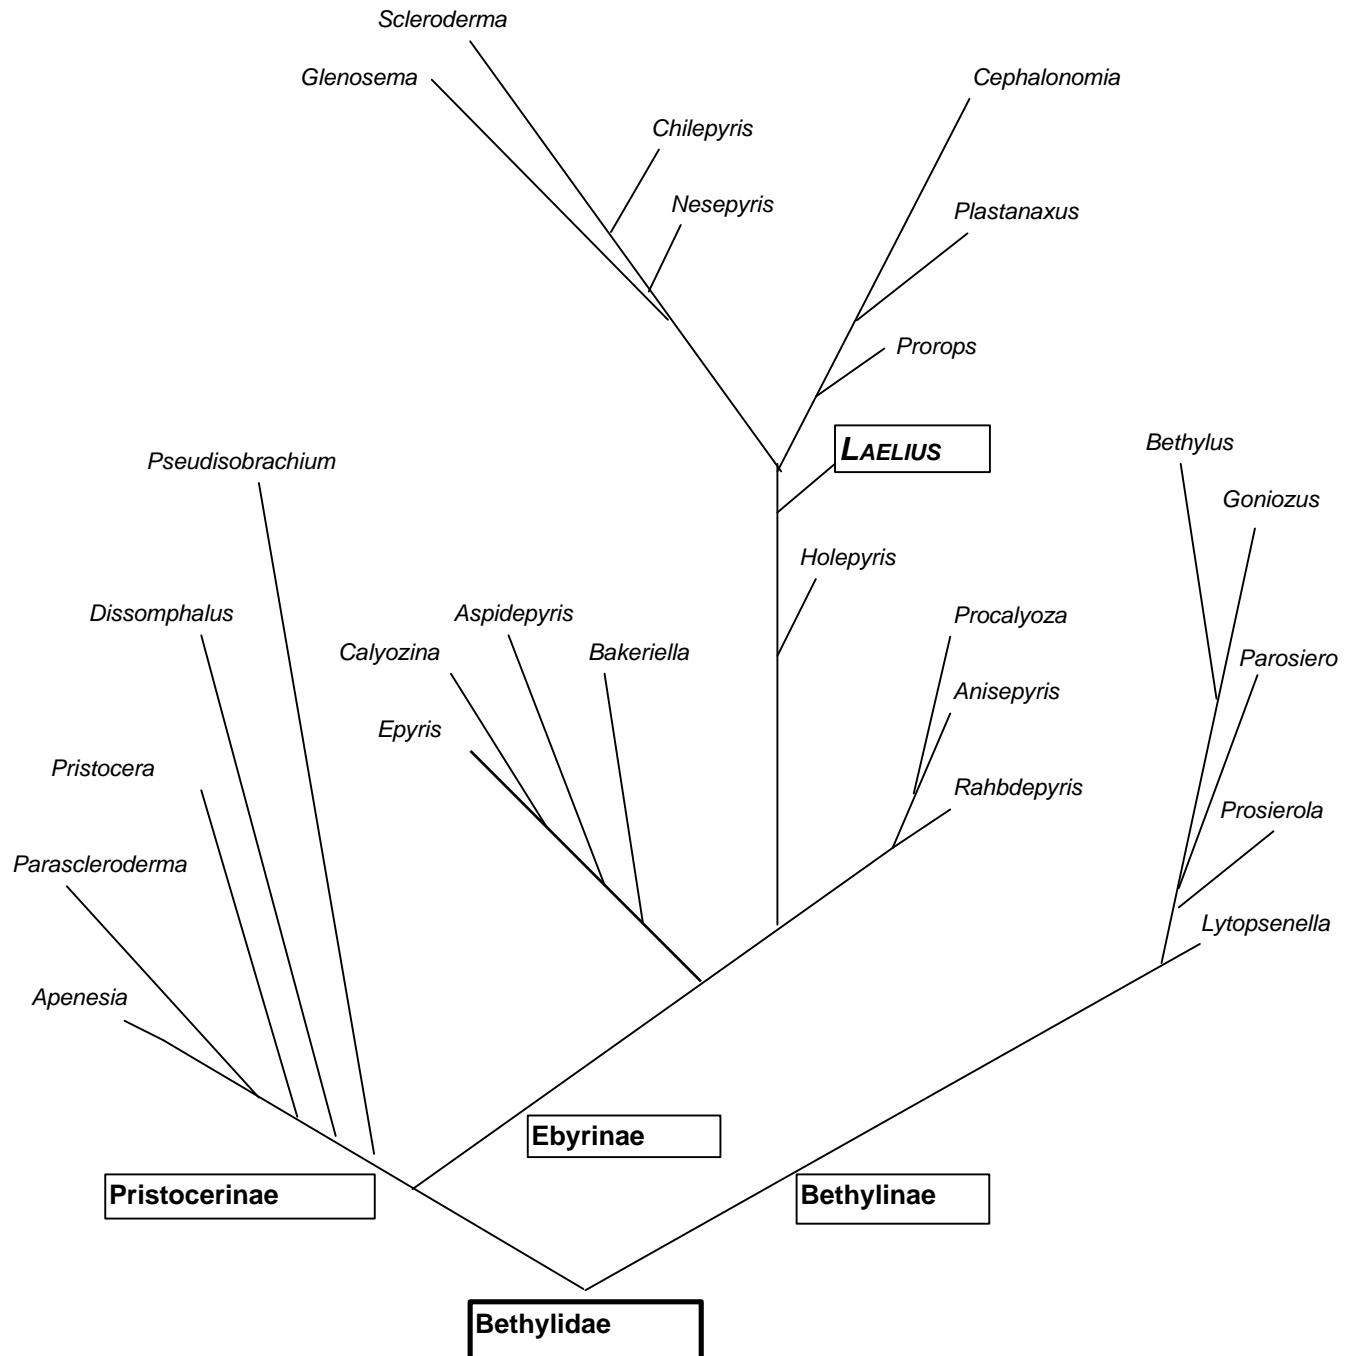 Scleroderma
Glenosema
Cephalonomia
Chilepyris
Nesepyris
Plastanaxus
Prorops
LAELIUS
Bethylus
Pseudisobrachium
Goniozus
Holepyris
Dissomphalus
Aspidepyris
Procalyoza
Calyozina
Bakeriella
Parosiero
Anisepyris
Epyris
Pristocera
Rahbdepyris
Prosierola
Parascleroderma
Lytopsenella
Apenesia
Ebyrinae
Pristocerinae
Bethylinae
Bethylidae